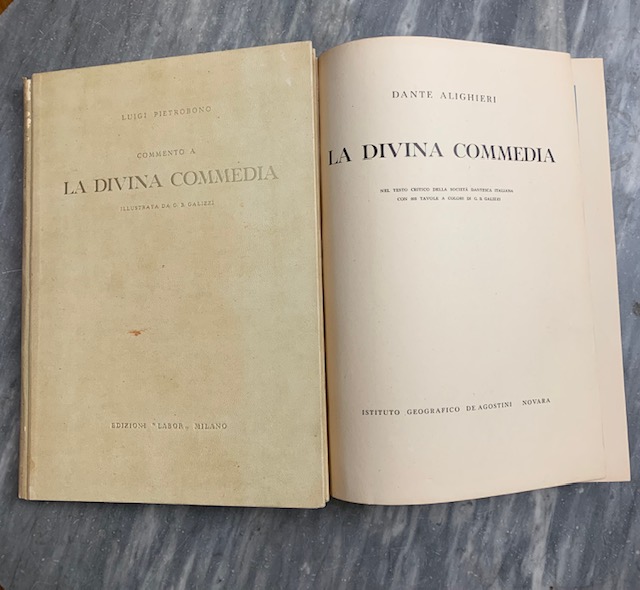 LUIGI PIETROBONO
COMMENTO A
LA DIVINA COMMEDIA
ILLUSTRATA DA G. B. GALIZZI
EDIZIONI "LABOR„ MILANO
DANTE ALIGHIERI
LA DIVINA COMMEDIA
NEL TESTO CRITICO DELLA SOCIETÀ DANTESCA ITALIANA
CON TAVOLE A COLORI DI G. B. GALIZZI
ISTITUTO GEOGRAFICO DE AGOSTINI NOVARA